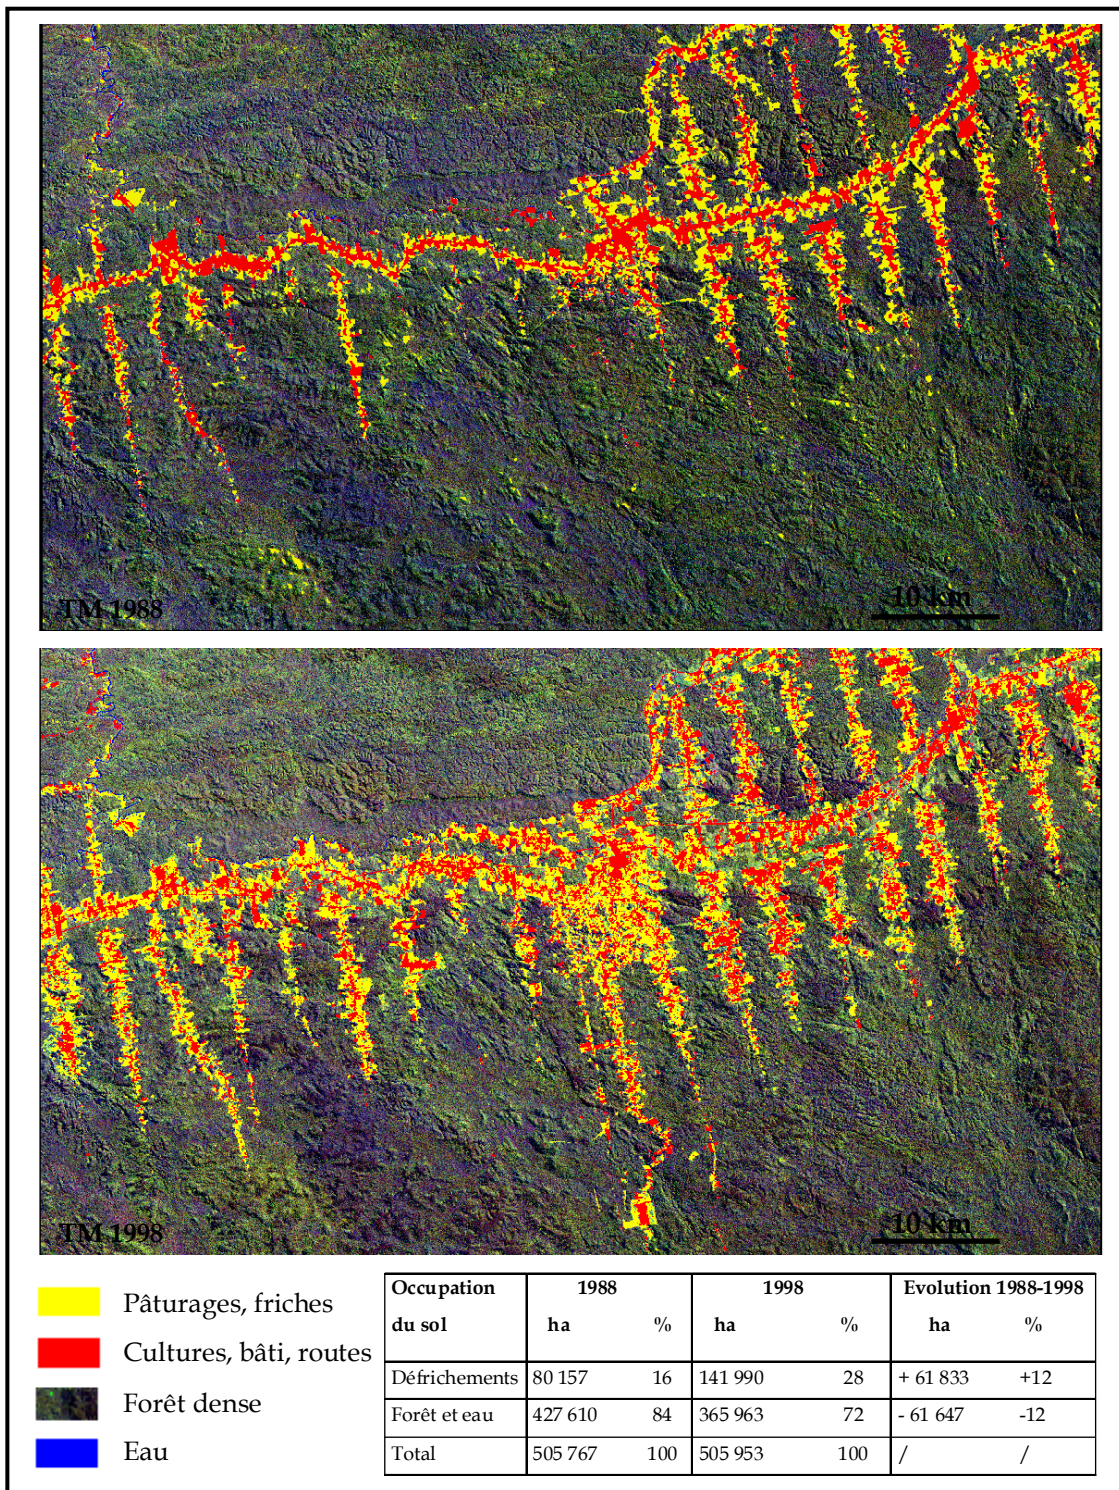 TM 1988
10 km
TM 1998
10 km
Pâturages, friches
Cultures, bâti, routes
Forêt dense
Eau
Occupation du sol 1988 1998 Evolution 1988-1998
ha % ha % ha %
Défrichements 80 157 16 141 990 28 + 61 833 +12
Forêt et eau 427 610 84 365 963 72 - 61 647 -12
Total 505 767 100 505 953 100 / /